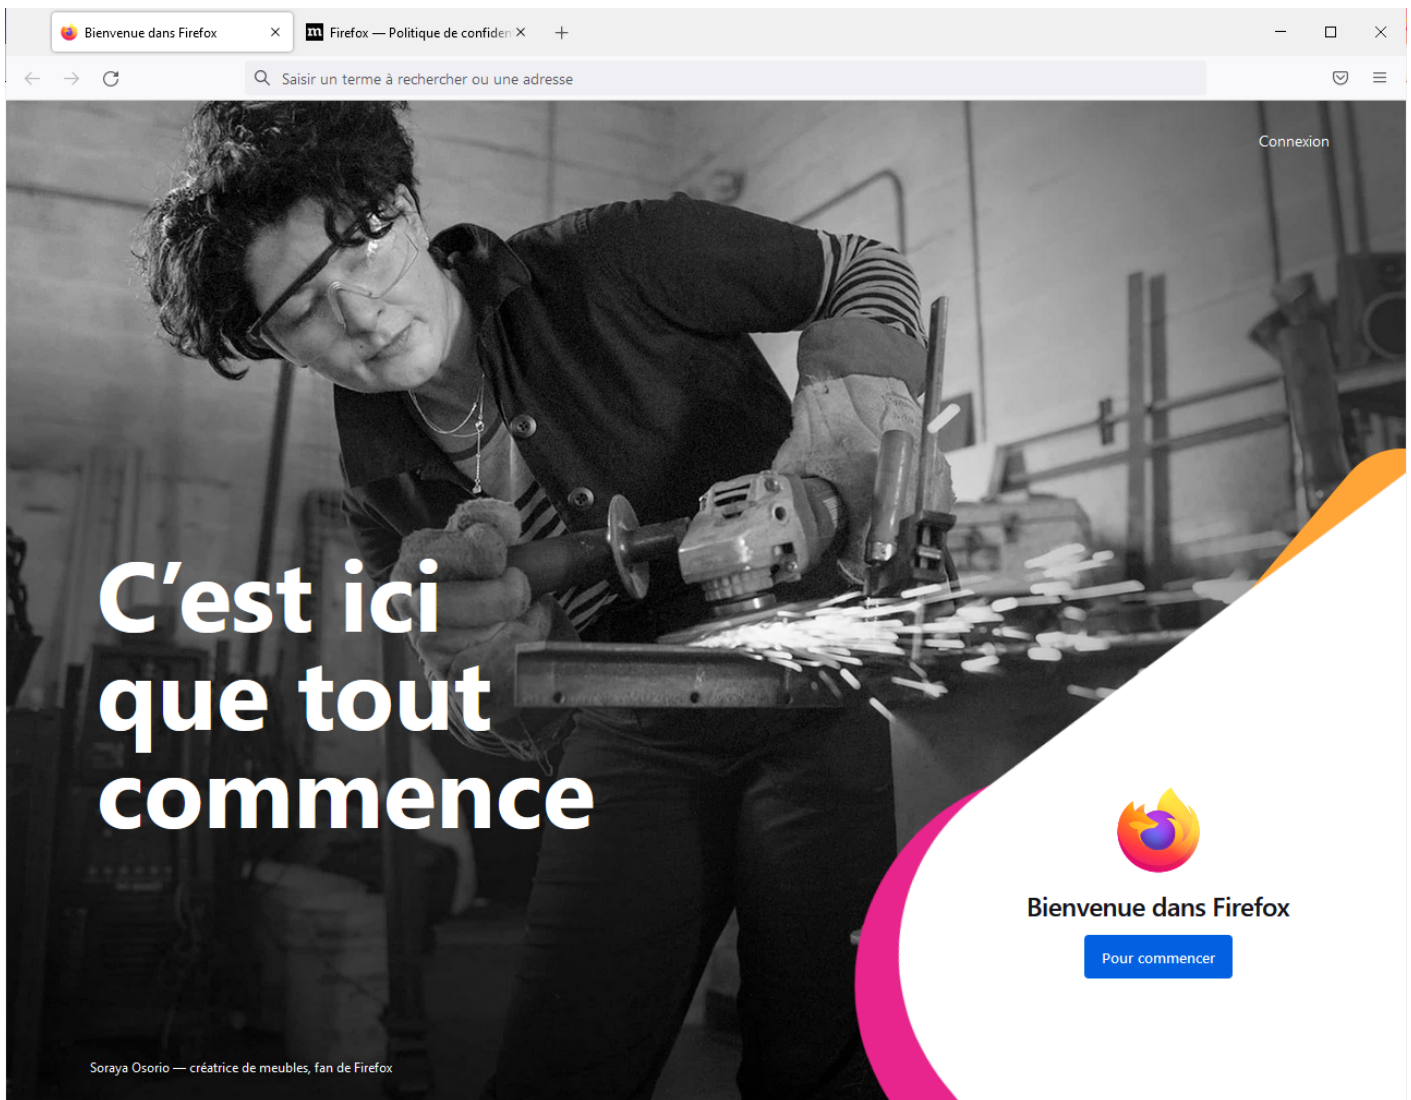 Bienvenue dans Firefox
Firefox — Politique de confiden
Saisir un terme à rechercher ou une adresse
Connexion
C’est ici
que tout
commence
Bienvenue dans Firefox
Pour commencer
Soraya Osorio — créatrice de meubles, fan de Firefox